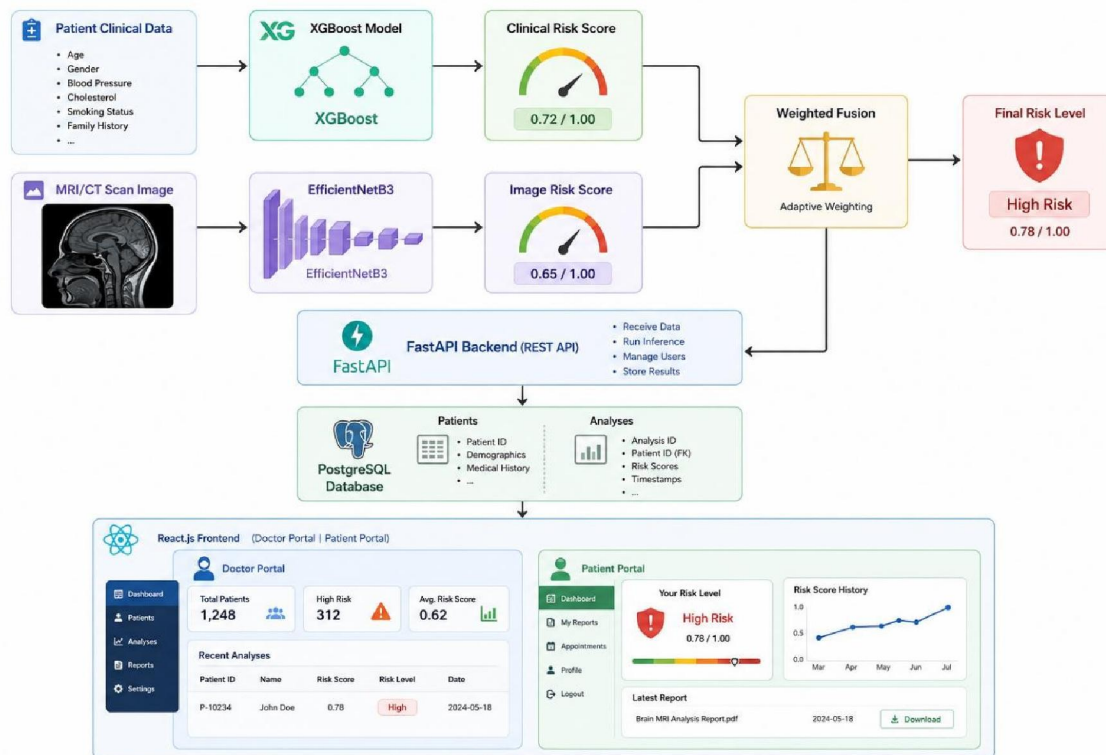 Patient Clinical Data
• Age
• Gender
• Blood Pressure
• Cholesterol
• Smoking Status
• Family History
• ...
XG
XGBoost Model
XGBoost
Clinical Risk Score
0.72 / 1.00
MRI/CT Scan Image
EfficientNetB3
EfficientNetB3
Image Risk Score
0.65 / 1.00
Weighted Fusion
Adaptive Weighting
Final Risk Level
High Risk
0.78 / 1.00
FastAPI
FastAPI Backend (REST API)
• Receive Data
• Run Inference
• Manage Users
• Store Results
PostgreSQL
Database
Patients
• Patient ID
• Demographics
• Medical History
• ...
Analyses
• Analysis ID
• Patient ID (FK)
• Risk Scores
• Timestamps
• ...
React.js Frontend (Doctor Portal | Patient Portal)
Doctor Portal
Dashboard
Patients
Analyses
Reports
Settings
Total Patients
1,248
High Risk
312
Avg. Risk Score
0.62
Recent Analyses
Patient ID Name Risk Score Risk Level Date
P-10234 John Doe 0.78 High 2024-05-18
Patient Portal
Dashboard
My Reports
Appointments
Profile
Logout
Your Risk Level
High Risk
0.78 / 1.00
Risk Score History
1.0
0.5
0.0
Mar Apr May Jun Jul
Latest Report
Brain MRI Analysis Report.pdf 2024-05-18 Download